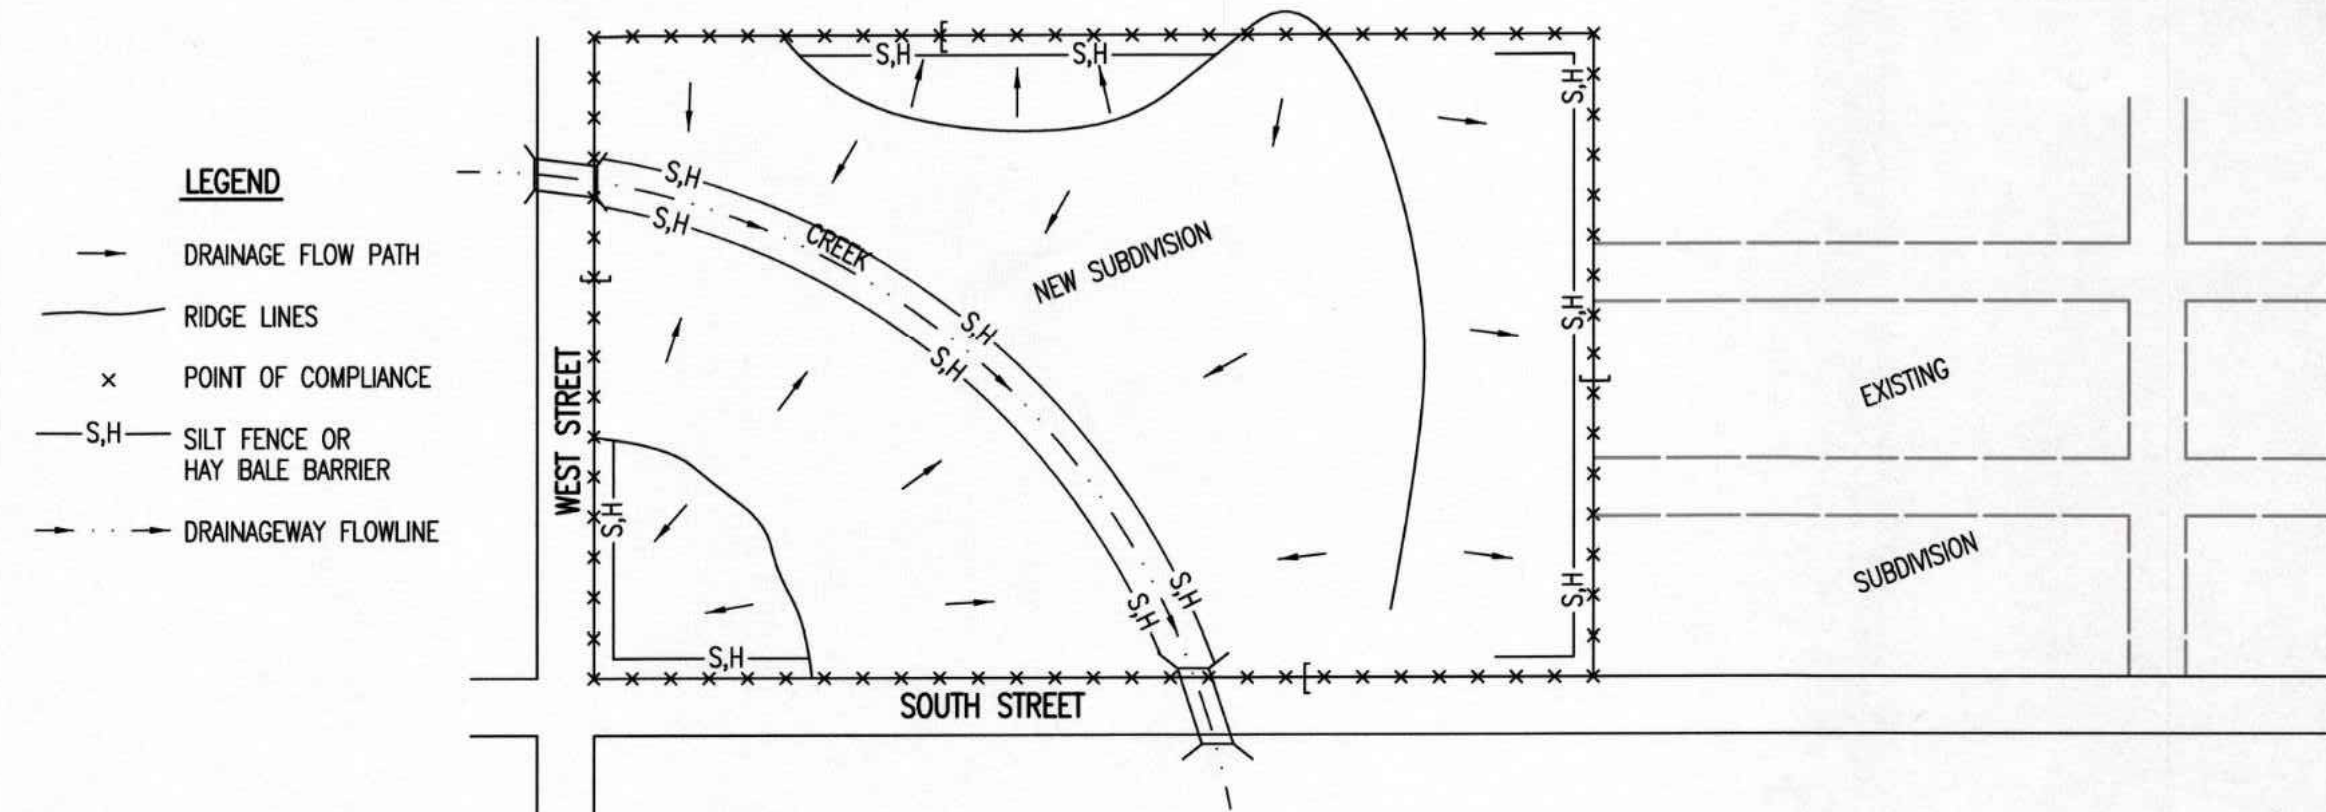 LEGEND
DRAINAGE FLOW PATH
RIDGE LINES
× POINT OF COMPLIANCE
S,H SILT FENCE OR
HAY BALE BARRIER
DRAINAGEWAY FLOWLINE
S,H
S,H
S,H
S,H
S,H
S,H
S,H
S,H
S,H
S,H
S,H
S,H
S,H
CREEK
NEW SUBDIVISION
WEST STREET
SOUTH STREET
EXISTING
SUBDIVISION